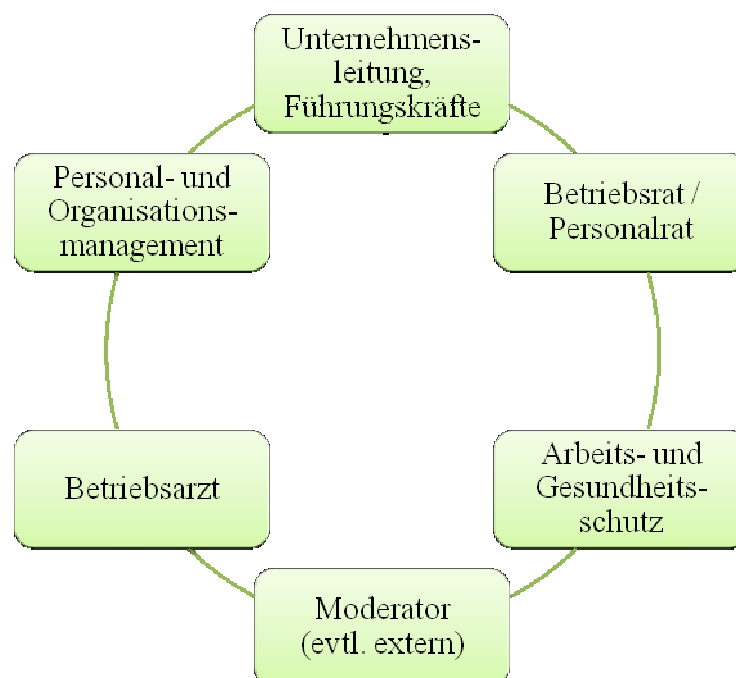 Unternehmens-
leitung,
Führungskräfte
Betriebsrat /
Personalrat
Arbeits- und
Gesundheits-
schutz
Moderator
(evtl. extern)
Betriebsarzt
Personal- und
Organisations-
management